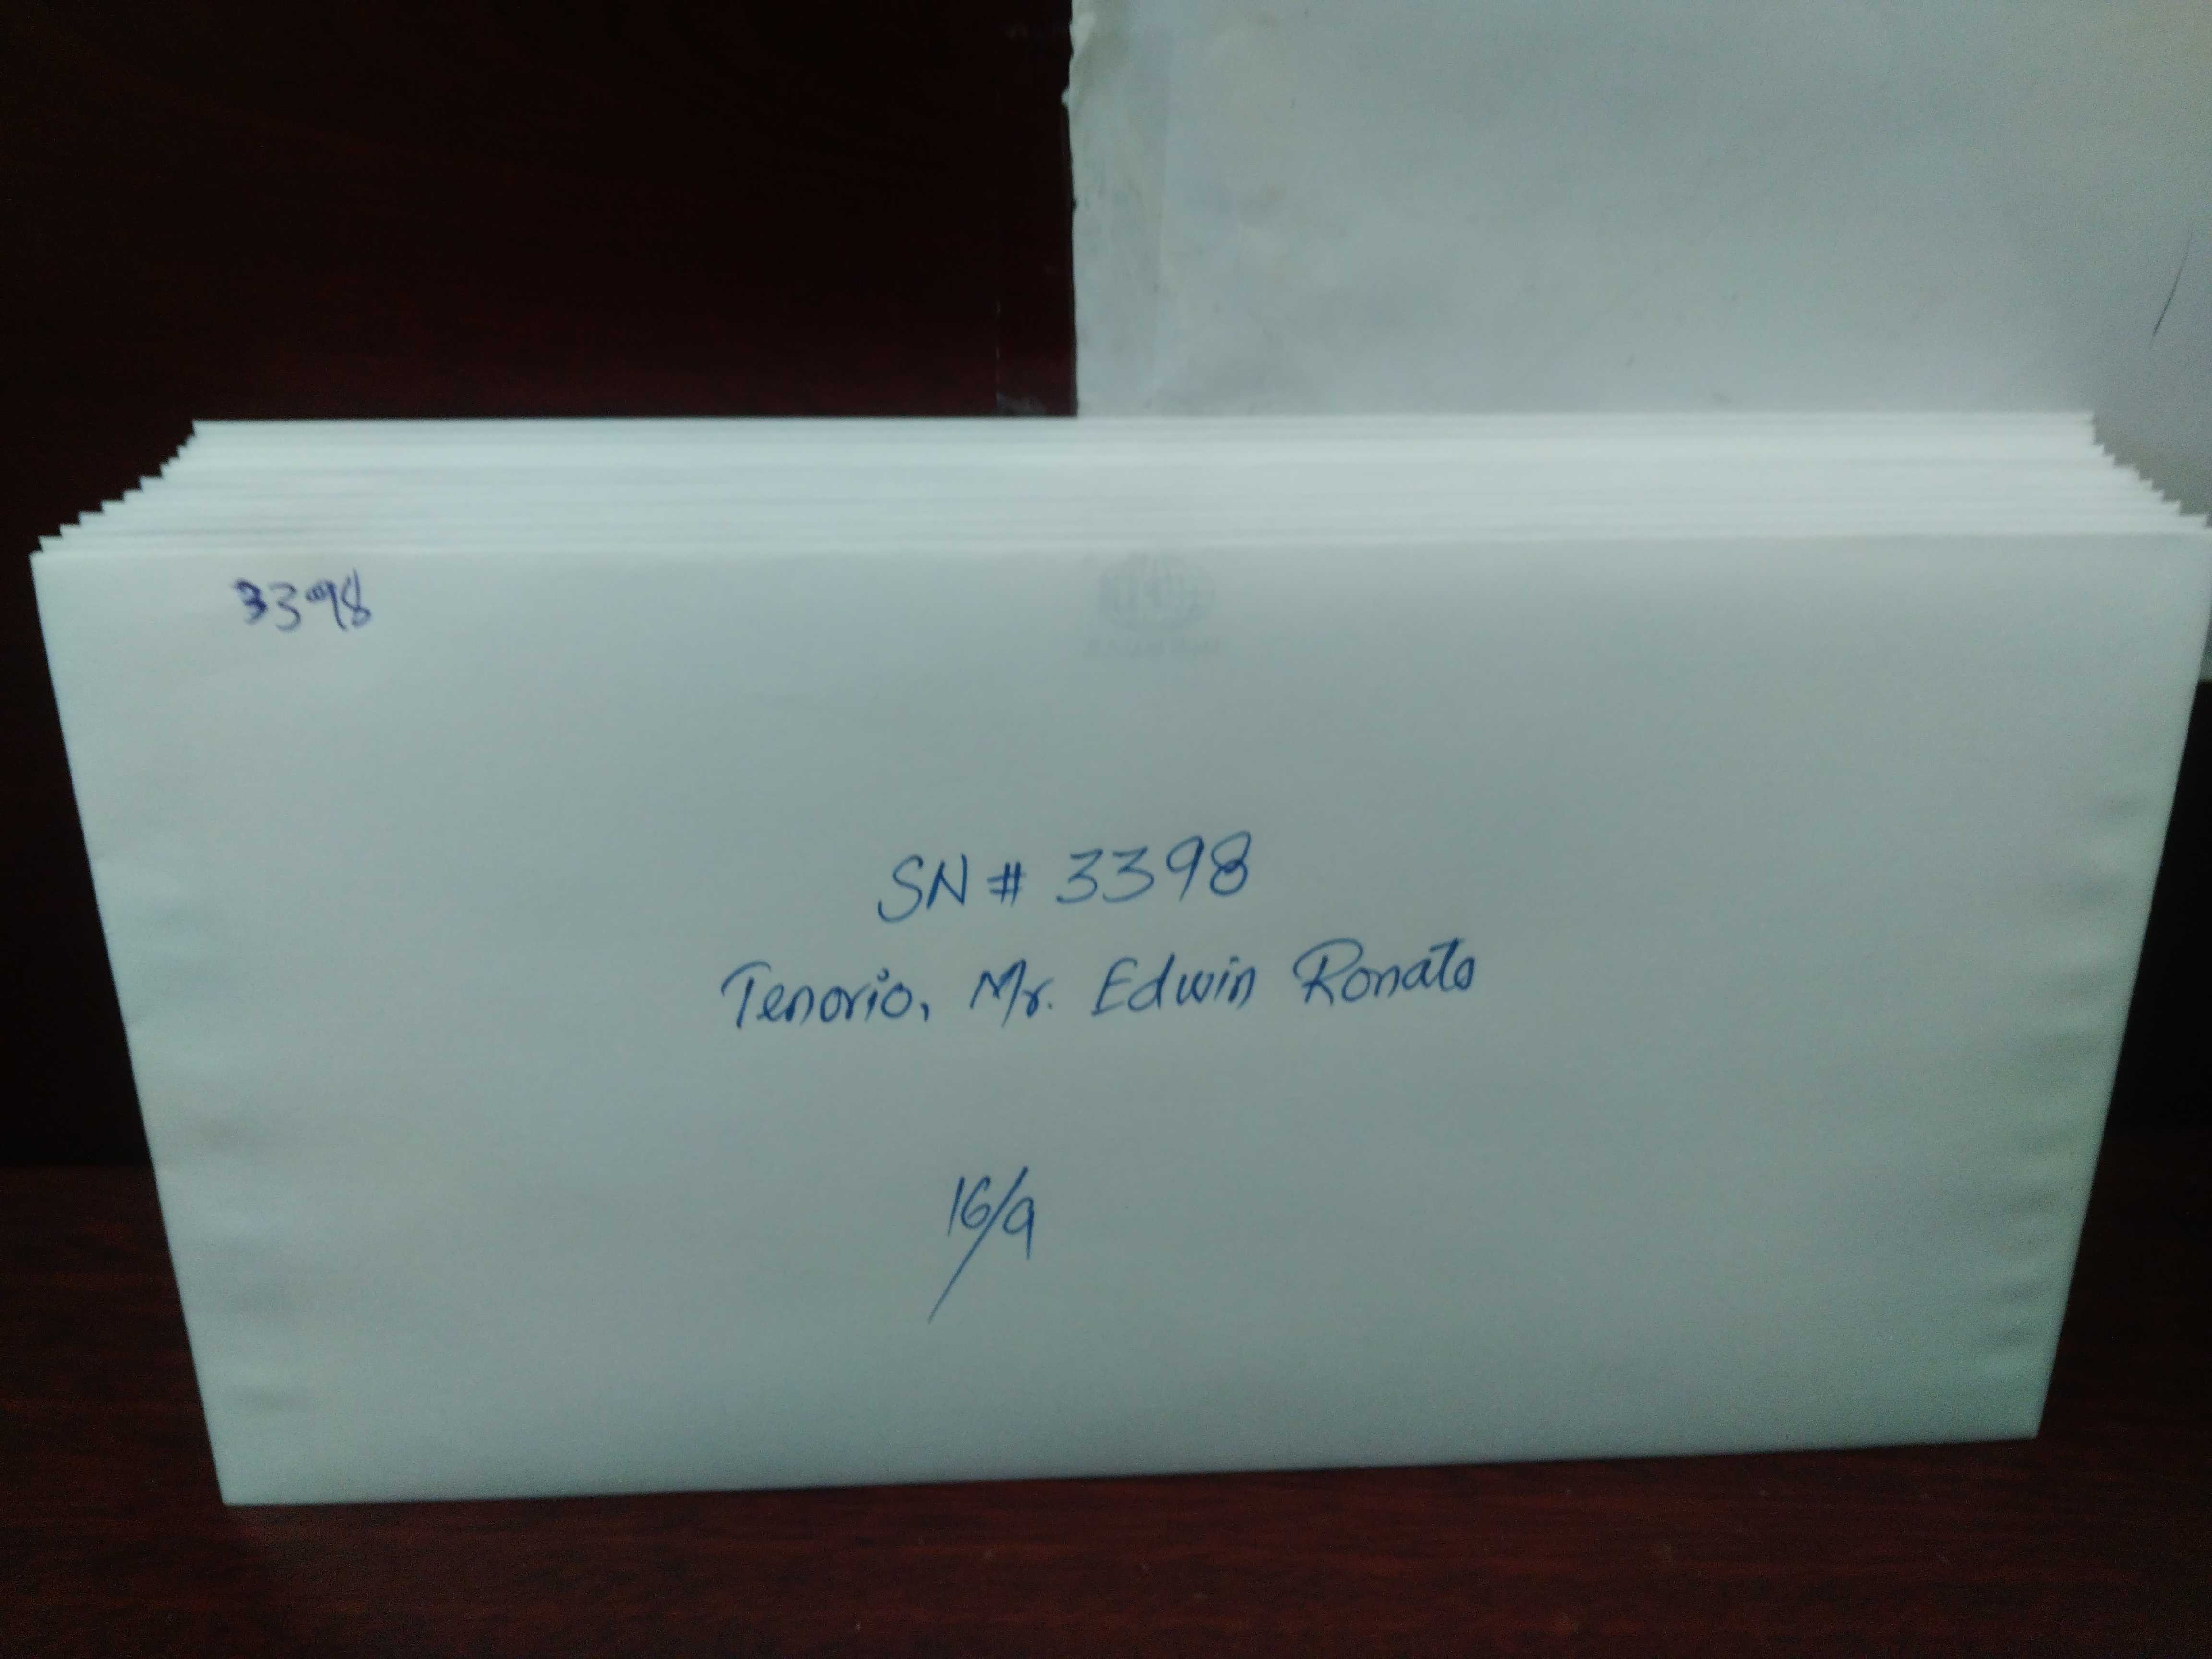 3398
SN # 3398
Tenorio, Mr. Edwin Ronato
16/9